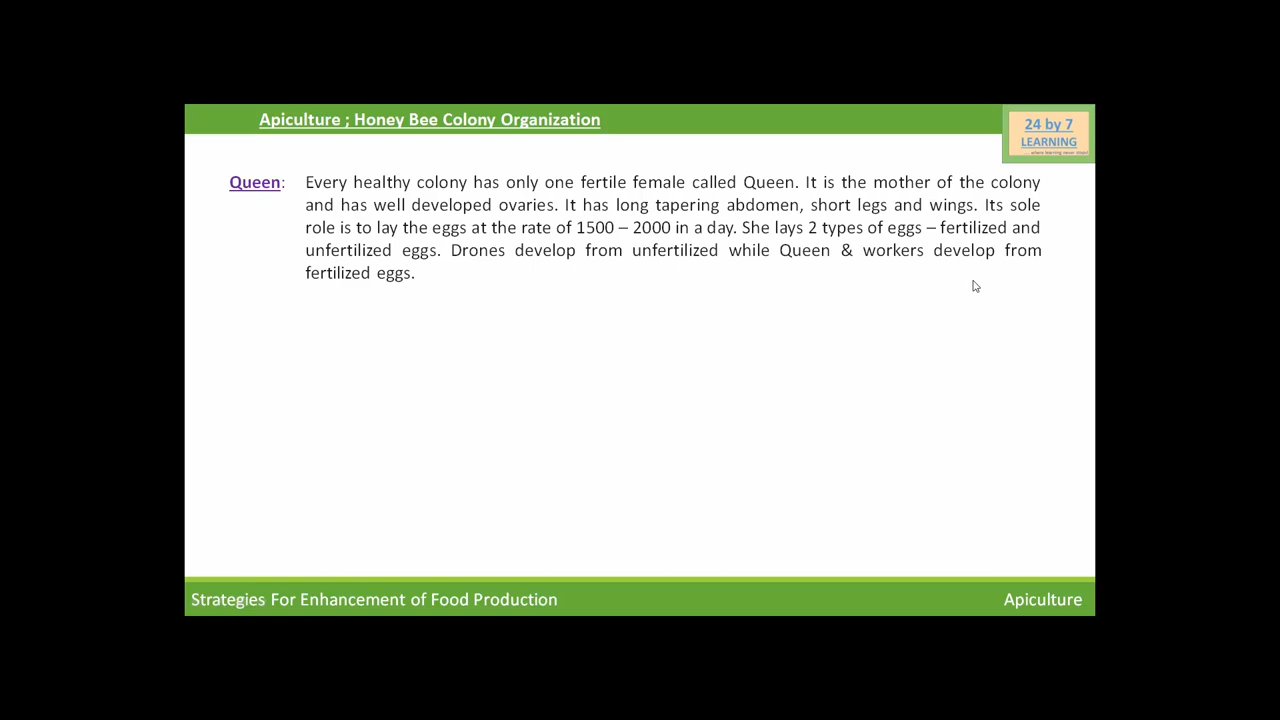 Apiculture ; Honey Bee Colony Organization
24 by 7
LEARNING
... where learning never stops!
Queen: Every healthy colony has only one fertile female called Queen. It is the mother of the colony
and has well developed ovaries. It has long tapering abdomen, short legs and wings. Its sole
role is to lay the eggs at the rate of 1500 – 2000 in a day. She lays 2 types of eggs – fertilized and
unfertilized eggs. Drones develop from unfertilized while Queen & workers develop from
fertilized eggs.
Strategies For Enhancement of Food Production
Apiculture